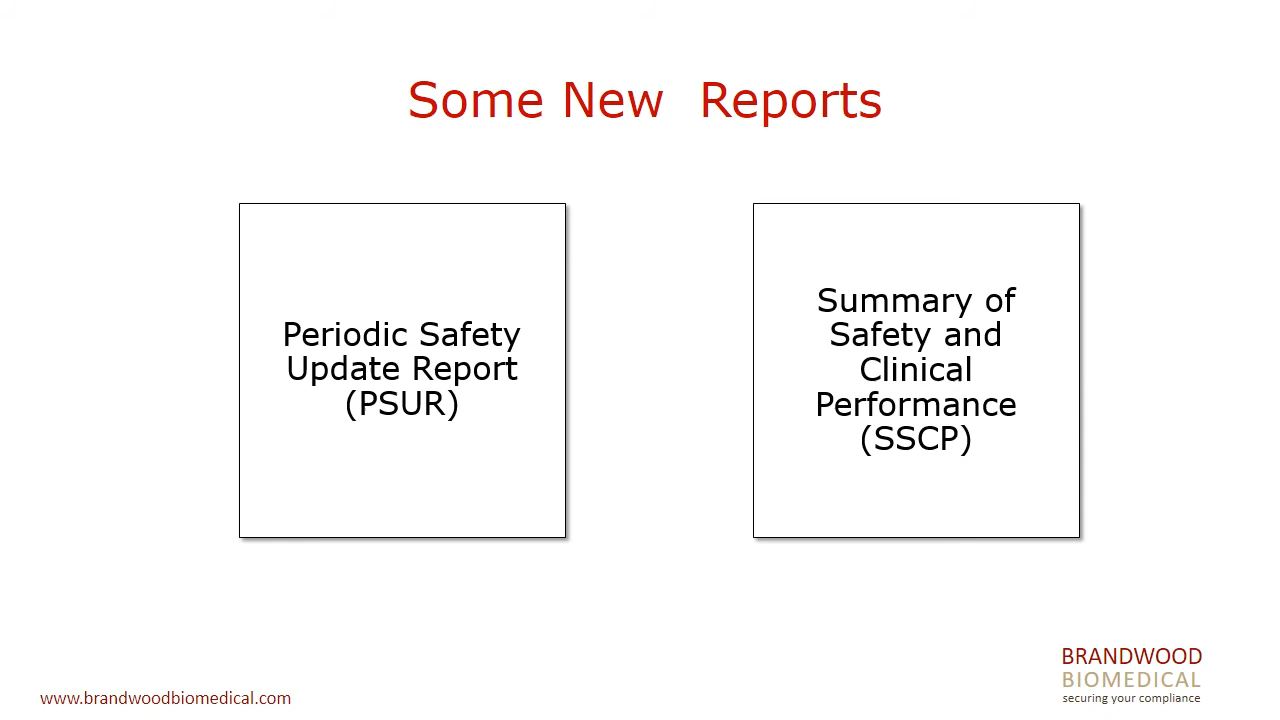 Some New  Reports
Periodic Safety
Update Report
(PSUR)
Summary of
Safety and
Clinical
Performance
(SSCP)
www.brandwoodbiomedical.com
BRANDWOOD
BIOMEDICAL
securing your compliance